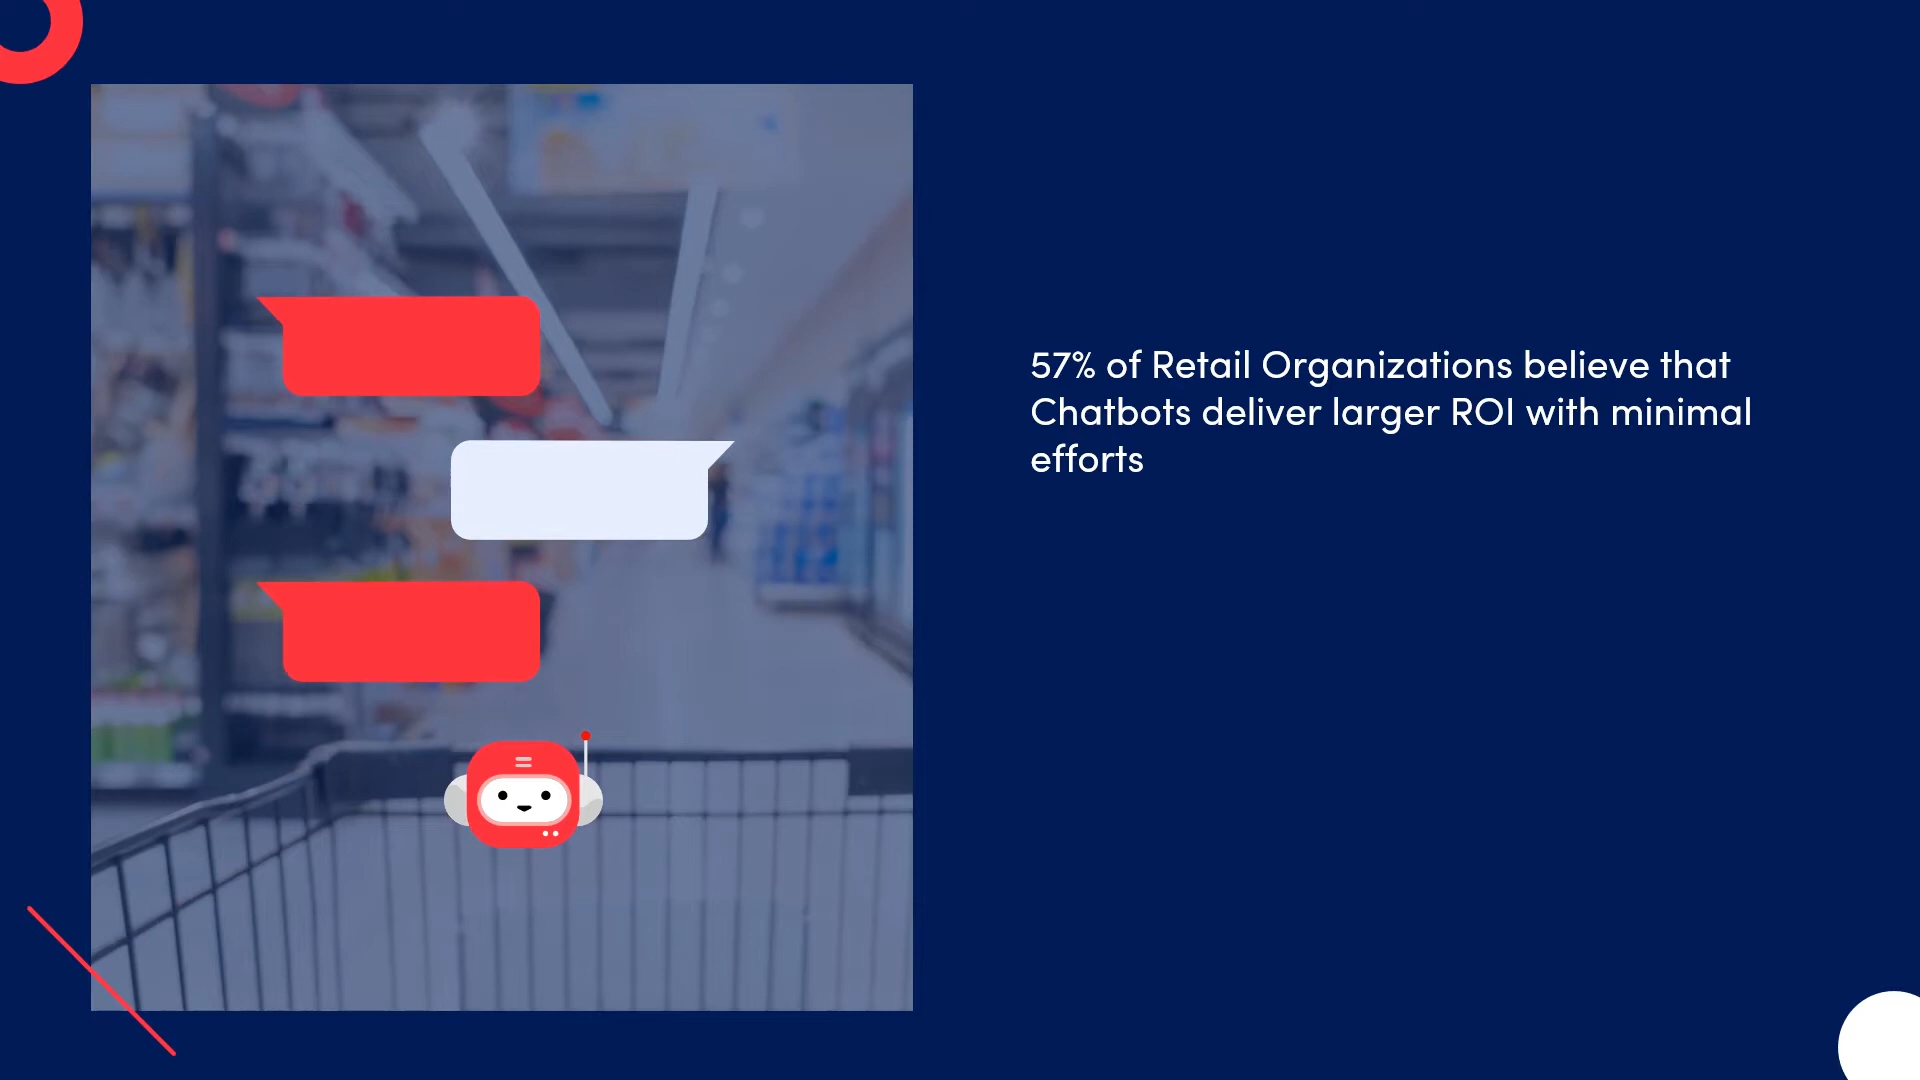 57% of Retail Organizations believe that
Chatbots deliver larger ROI with minimal
efforts